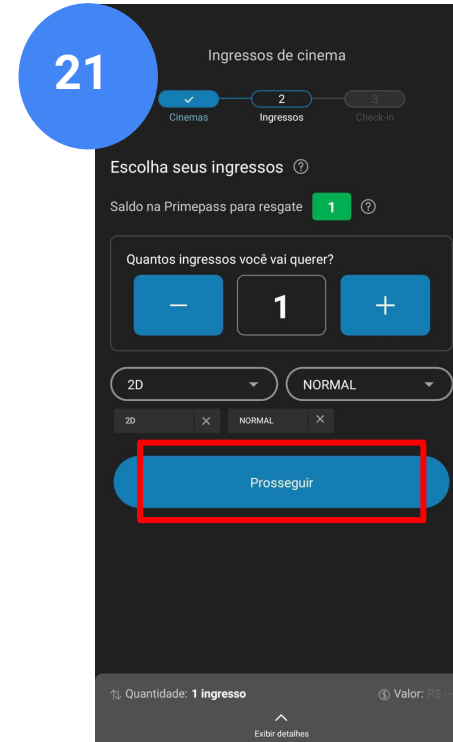 21
Ingressos de cinema
2
3
Cinemas
Ingressos
Check-in
Escolha seus ingressos ?
Saldo na Primepass para resgate 1 ?
Quantos ingressos você vai querer?
− 1 +
2D
NORMAL
2D X NORMAL X
Prosseguir
Quantidade: 1 ingresso
Valor: R$ --
Exibir detalhes